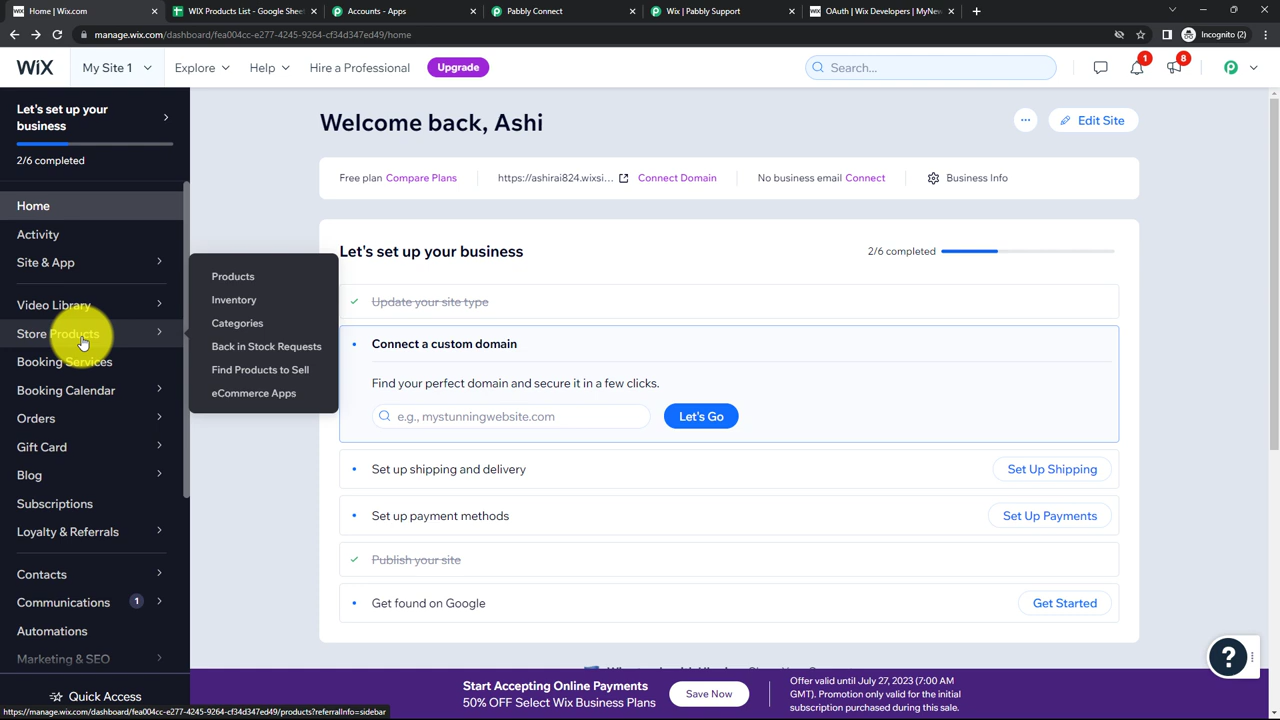 Home | Wix.com
WIX Products List - Google Sheet
Accounts - Apps
Pabbly Connect
Wix | Pabbly Support
OAuth | Wix Developers | MyNew
manage.wix.com/dashboard/fea004cc-e277-4245-9264-cf34d347ed49/home
Incognito (2)
WIX
My Site 1
Explore
Help
Hire a Professional
Upgrade
Search...
1
8
Let's set up your
business
2/6 completed
Home
Activity
Site & App
Video Library
Store Products
Booking Services
Booking Calendar
Orders
Gift Card
Blog
Subscriptions
Loyalty & Referrals
Contacts
Communications
1
Automations
Marketing & SEO
Quick Access
Products
Inventory
Categories
Back in Stock Requests
Find Products to Sell
eCommerce Apps
Welcome back, Ashi
Edit Site
Free plan Compare Plans
https://ashirai824.wixsi... Connect Domain
No business email Connect
Business Info
Let's set up your business
2/6 completed
Update your site type
Connect a custom domain
Find your perfect domain and secure it in a few clicks.
e.g., mystunningwebsite.com
Let's Go
Set up shipping and delivery
Set Up Shipping
Set up payment methods
Set Up Payments
Publish your site
Get found on Google
Get Started
?
Start Accepting Online Payments
50% OFF Select Wix Business Plans
Save Now
Offer valid until July 27, 2023 (7:00 AM
GMT). Promotion only valid for the initial
subscription purchased during this sale.
https://manage.wix.com/dashboard/fea004cc-e277-4245-9264-cf34d347ed49/products?referralInfo=sidebar